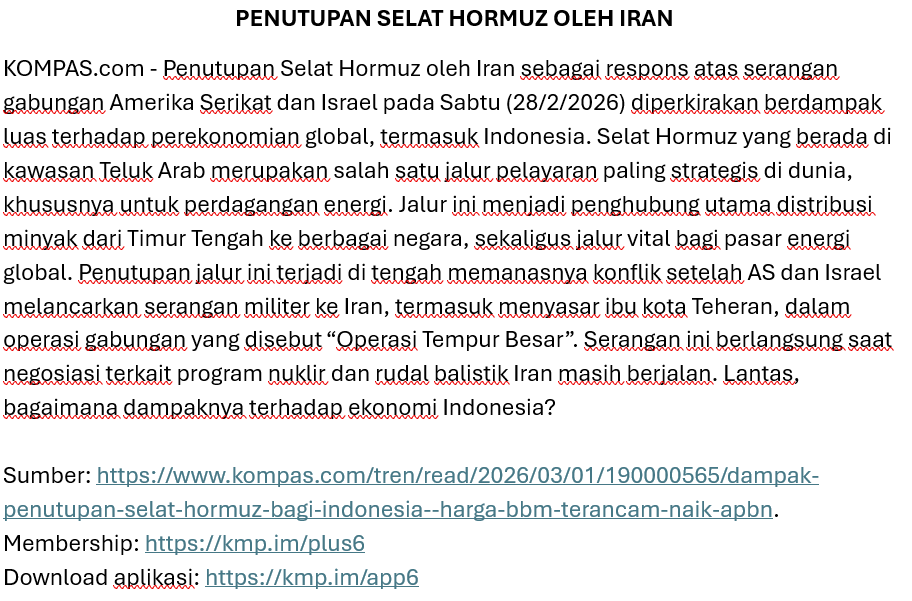 PENUTUPAN SELAT HORMUZ OLEH IRAN
KOMPAS.com - Penutupan Selat Hormuz oleh Iran sebagai respons atas serangan
gabungan Amerika Serikat dan Israel pada Sabtu (28/2/2026) diperkirakan berdampak
luas terhadap perekonomian global, termasuk Indonesia. Selat Hormuz yang berada di
kawasan Teluk Arab merupakan salah satu jalur pelayaran paling strategis di dunia,
khususnya untuk perdagangan energi. Jalur ini menjadi penghubung utama distribusi
minyak dari Timur Tengah ke berbagai negara, sekaligus jalur vital bagi pasar energi
global. Penutupan jalur ini terjadi di tengah memanasnya konflik setelah AS dan Israel
melancarkan serangan militer ke Iran, termasuk menyasar ibu kota Teheran, dalam
operasi gabungan yang disebut “Operasi Tempur Besar”. Serangan ini berlangsung saat
negosiasi terkait program nuklir dan rudal balistik Iran masih berjalan. Lantas,
bagaimana dampaknya terhadap ekonomi Indonesia?
Sumber: https://www.kompas.com/tren/read/2026/03/01/190000565/dampak-
penutupan-selat-hormuz-bagi-indonesia--harga-bbm-terancam-naik-apbn.
Membership: https://kmp.im/plus6
Download aplikasi: https://kmp.im/app6